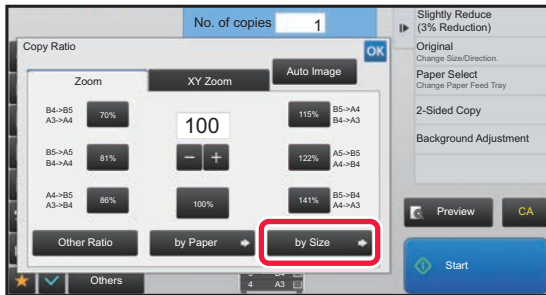 No. of copies 1
Slightly Reduce
(3% Reduction)
Copy Ratio
OK
Original
Change Size/Direction.
Zoom
XY Zoom
Auto Image
Paper Select
Change Paper Feed Tray
B4->B5
A3->A4
70%
100
115%
B5->A4
B4->A3
2-Sided Copy
Background Adjustment
B5->A5
B4->A4
81%
122%
A5->B5
A4->B4
A4->B5
A3->B4
86%
100%
141%
B5->B4
A4->A3
Preview
CA
Other Ratio
by Paper
by Size
Start
Others
4 A3